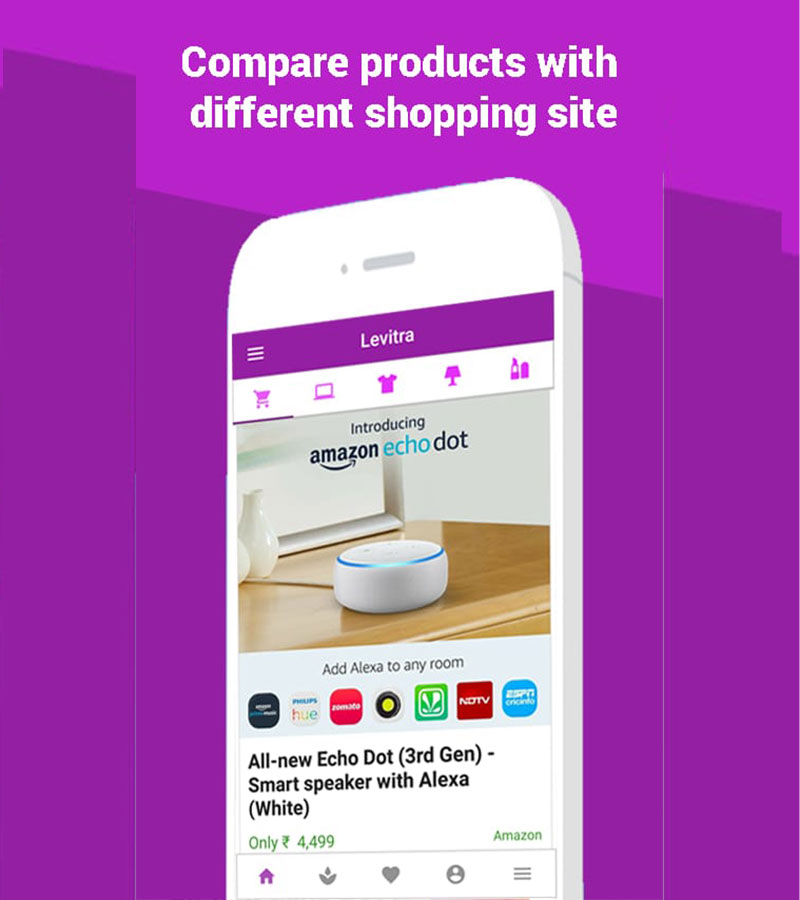 Compare products with
different shopping site
Levitra
Introducing
amazon echo dot
Add Alexa to any room
amazon
PHILIPS
hue
zomato
NDTV
ESPN
cricinfo
All-new Echo Dot (3rd Gen) -
Smart speaker with Alexa
(White)
Only ₹ 4,499
Amazon